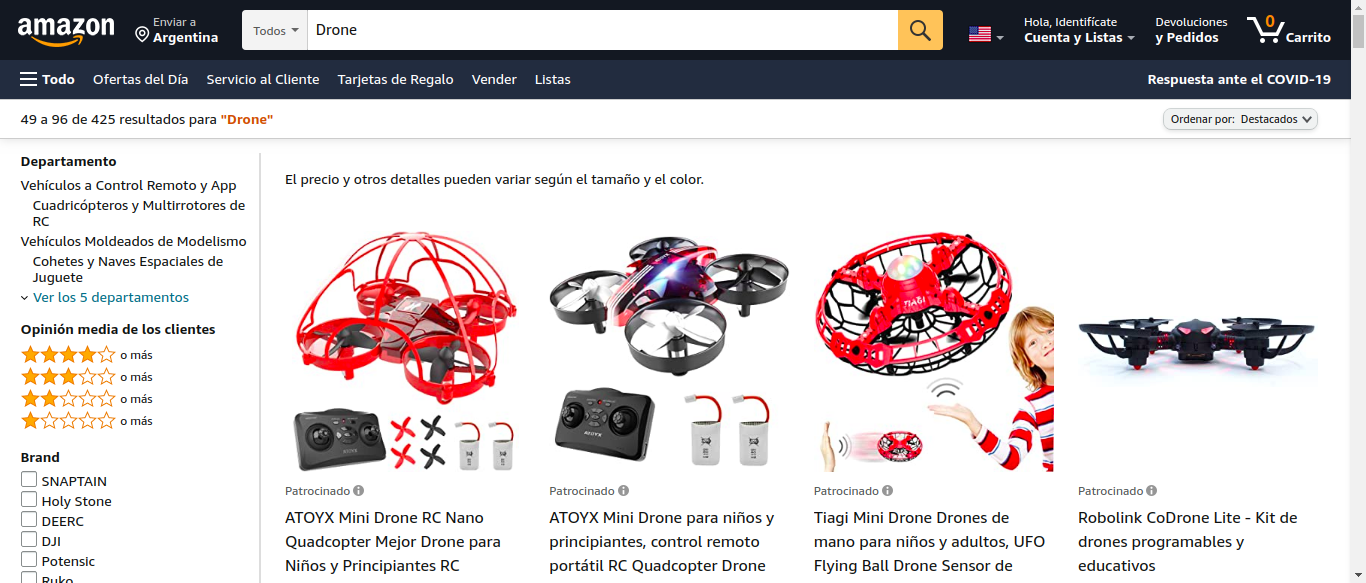 amazon
Enviar a
Argentina
Todos
Drone
Hola, Identifícate
Cuenta y Listas
Devoluciones
y Pedidos
0
Carrito
Todo
Ofertas del Día
Servicio al Cliente
Tarjetas de Regalo
Vender
Listas
Respuesta ante el COVID-19
49 a 96 de 425 resultados para "Drone"
Ordenar por: Destacados
Departamento
Vehículos a Control Remoto y App
Cuadricópteros y Multirrotores de
RC
Vehículos Moldeados de Modelismo
Cohetes y Naves Espaciales de
Juguete
Ver los 5 departamentos
Opinión media de los clientes
o más
o más
o más
o más
Brand
SNAPTAIN
Holy Stone
DEERC
DJI
Potensic
Ruko
El precio y otros detalles pueden variar según el tamaño y el color.
ATOYX
TIAGI
Patrocinado
ATOYX Mini Drone RC Nano
Quadcopter Mejor Drone para
Niños y Principiantes RC
Patrocinado
ATOYX Mini Drone para niños y
principiantes, control remoto
portátil RC Quadcopter Drone
Patrocinado
Tiagi Mini Drone Drones de
mano para niños y adultos, UFO
Flying Ball Drone Sensor de
Patrocinado
Robolink CoDrone Lite - Kit de
drones programables y
educativos